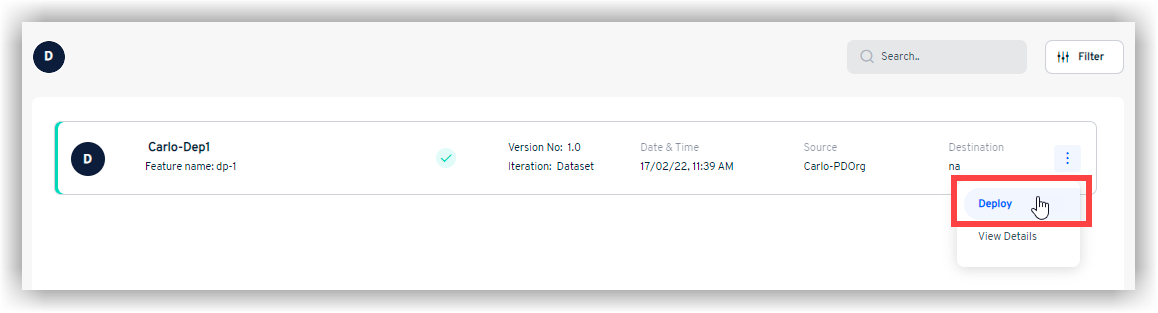 D
Search..
Filter
D
Carlo-Dep1
Feature name: dp-1
Version No: 1.0
Iteration: Dataset
Date & Time
17/02/22, 11:39 AM
Source
Carlo-PDOrg
Destination
na
Deploy
View Details